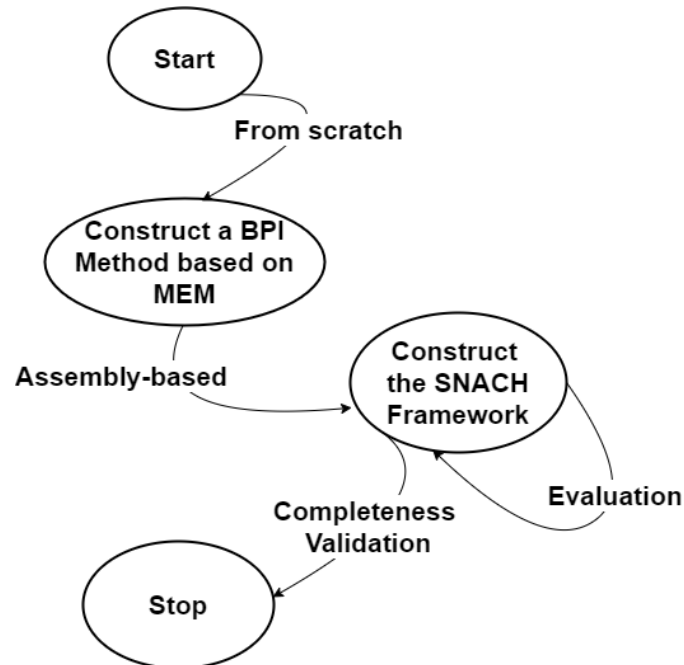 Start
From scratch
Construct a BPI
Method based on
MEM
Assembly-based
Construct
the SNACH
Framework
Evaluation
Completeness
Validation
Stop